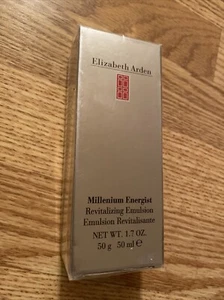 Elizabeth Arden
Millenium Energist
Revitalizing Emulsion
Emulsion Revitalisante
NET WT. 1.7 OZ.
50 g 50 ml ℮